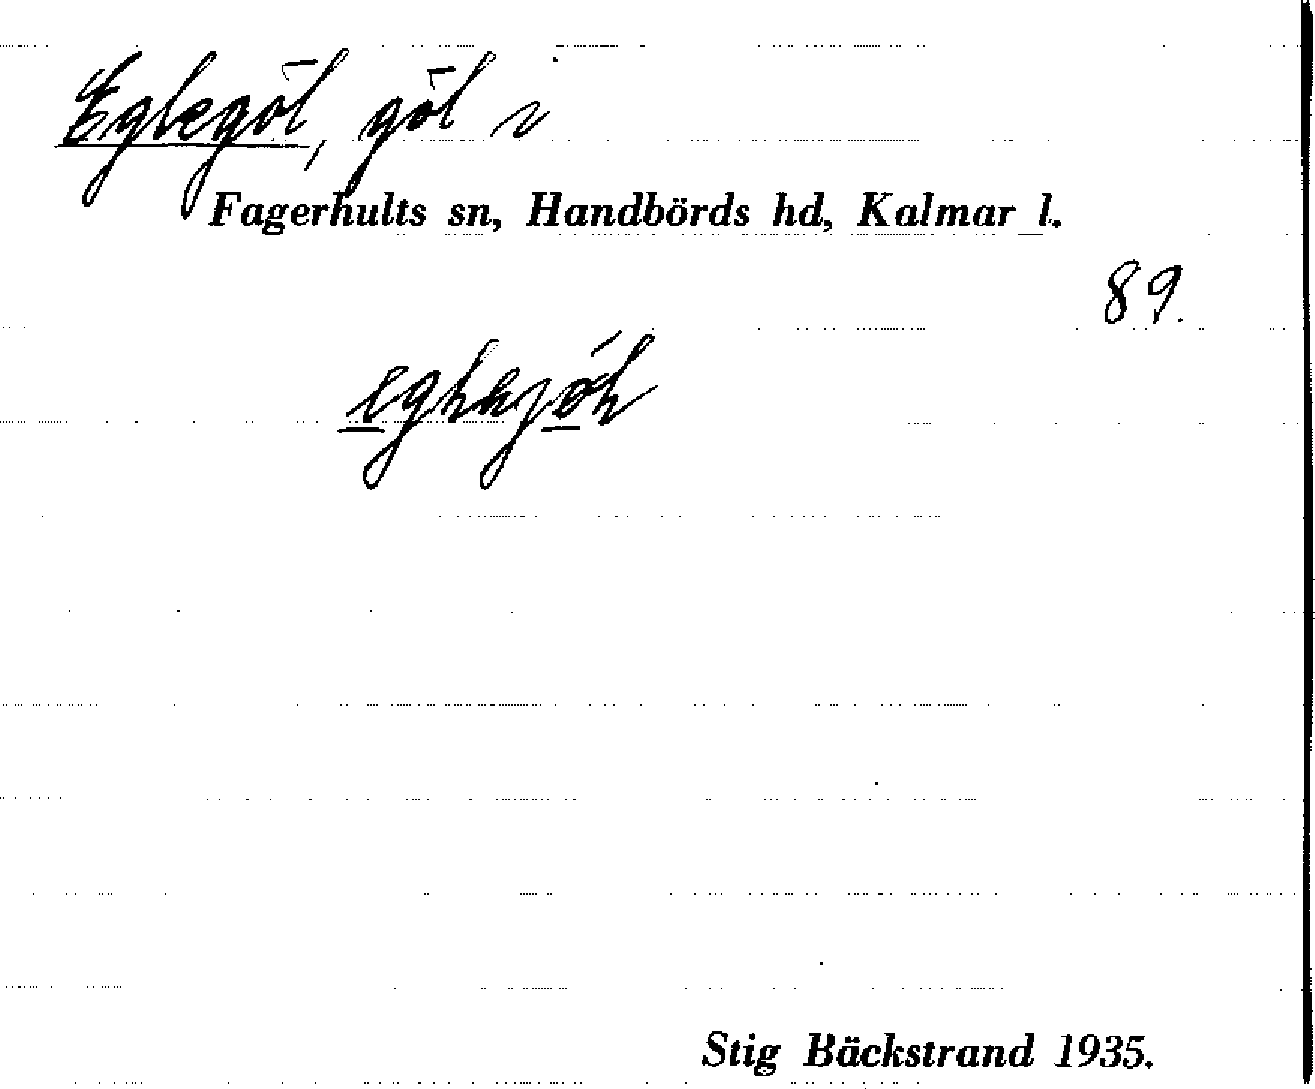 Eglegöl, göl i
Fagerhults sn, Handbörds hd, Kalmar l.
89.
Stig Bäckstrand 1935.